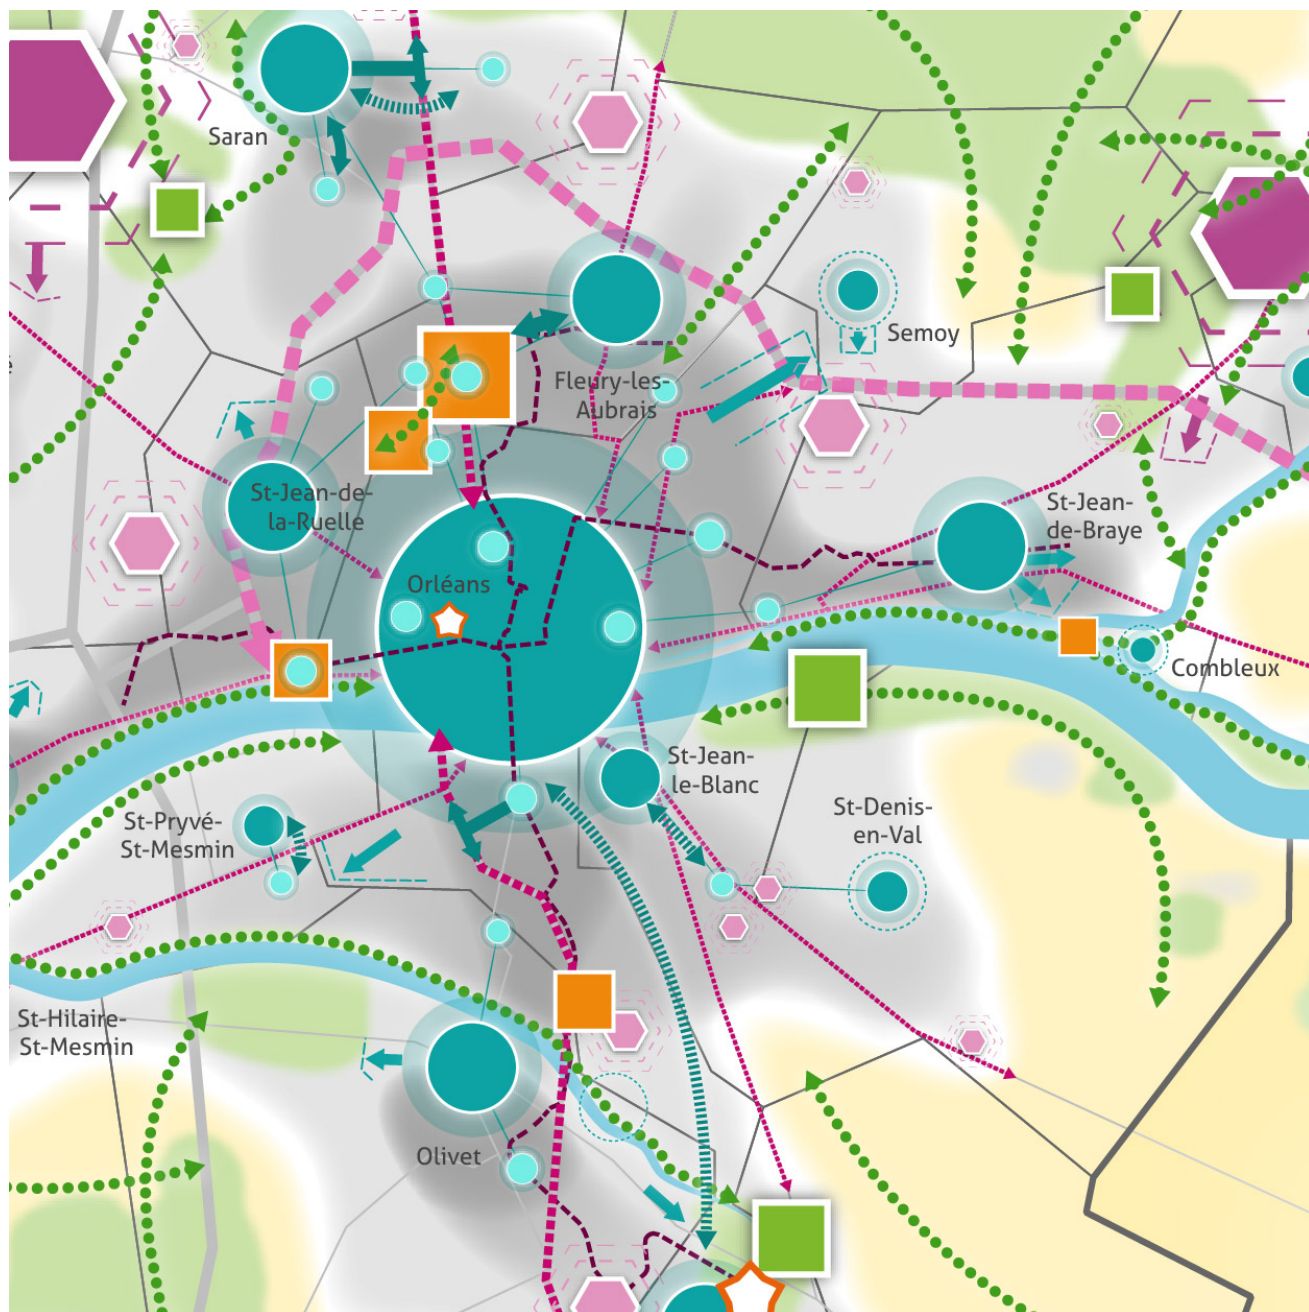 Saran
Semoy
e
Fleury-les-
Aubrais
St-Jean-de-
la-Ruelle
St-Jean-
de-Braye
Orléans
Combleux
St-Jean-
le-Blanc
St-Denis-
en-Val
St-Pryvé-
St-Mesmin
St-Hilaire-
St-Mesmin
Olivet